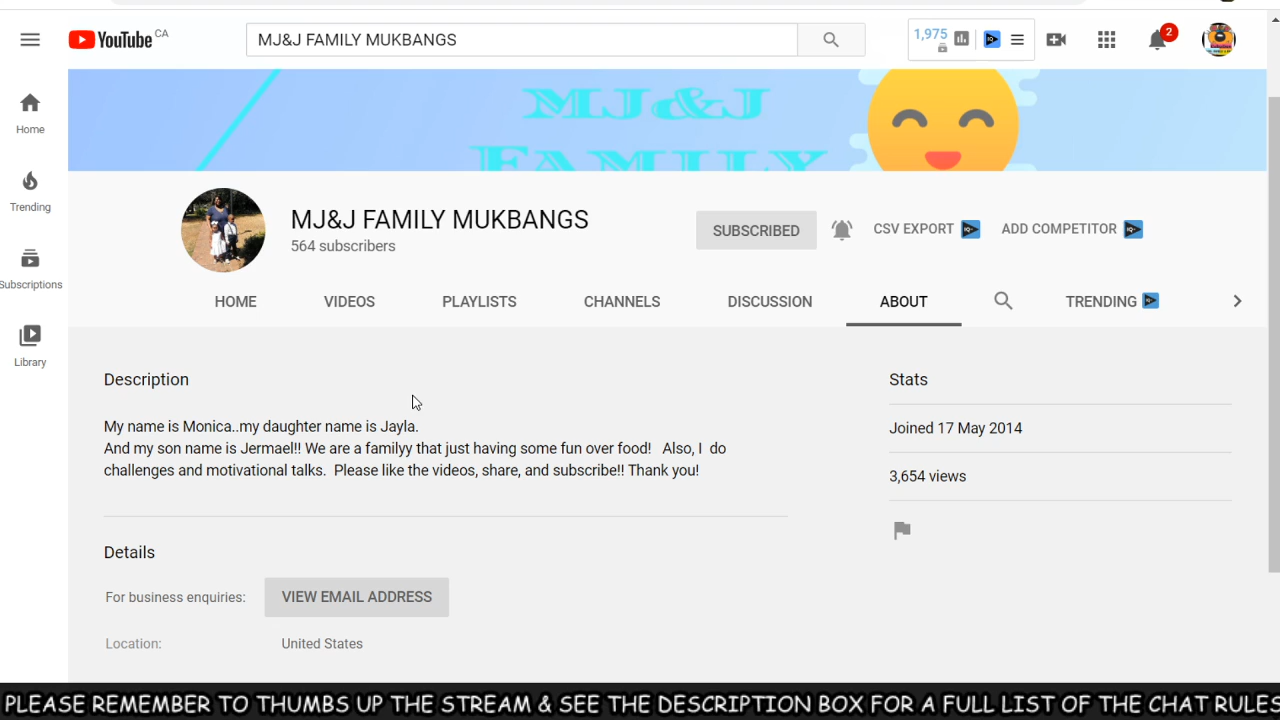 YouTube CA
MJ&J FAMILY MUKBANGS
1,975
2
Home
Trending
Subscriptions
Library
MJ&J
FAMILY
MJ&J FAMILY MUKBANGS
564 subscribers
SUBSCRIBED
CSV EXPORT
ADD COMPETITOR
HOME VIDEOS PLAYLISTS CHANNELS DISCUSSION ABOUT TRENDING
Description
My name is Monica..my daughter name is Jayla.
And my son name is Jermael!! We are a familyy that just having some fun over food! Also, I do
challenges and motivational talks. Please like the videos, share, and subscribe!! Thank you!
Stats
Joined 17 May 2014
3,654 views
Details
For business enquiries: VIEW EMAIL ADDRESS
Location: United States
PLEASE REMEMBER TO THUMBS UP THE STREAM & SEE THE DESCRIPTION BOX FOR A FULL LIST OF THE CHAT RULES